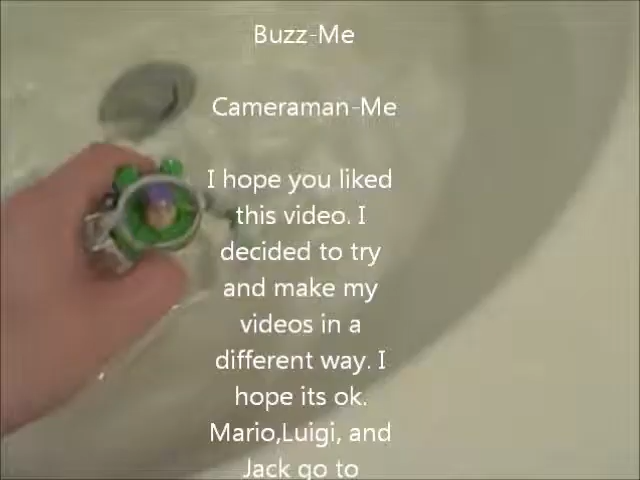 Buzz-Me
Cameraman-Me
I hope you liked
this video. I
decided to try
and make my
videos in a
different way. I
hope its ok.
Mario,Luigi, and
Jack go to